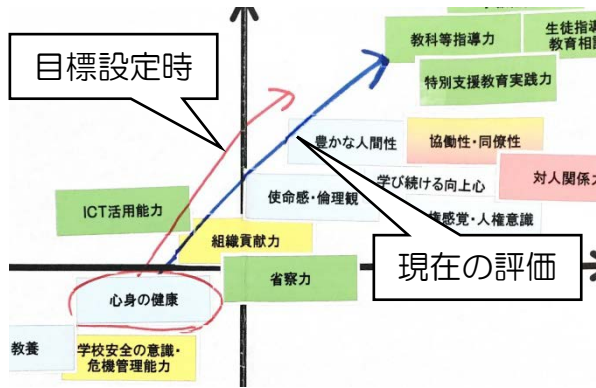 目標設定時
教科等指導力
生徒指導
教育相
特別支援教育実践力
豊かな人間性
協働性・同僚性
学び続ける向上心
対人関係
使命感・倫理観
権感覚・人権意識
ICT活用能力
組織貢献力
現在の評価
省察力
心身の健康
教養
学校安全の意識・
危機管理能力